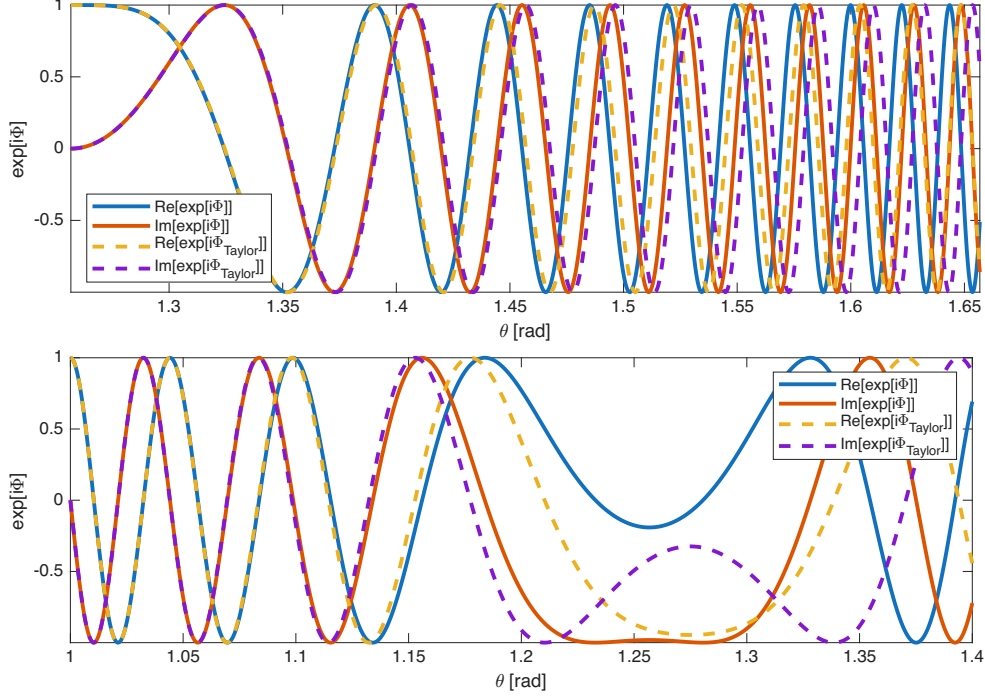 1
0.5
0
-0.5
exp[iΦ]
Re[exp[iΦ]]
Im[exp[iΦ]]
Re[exp[iΦTaylor]]
Im[exp[iΦTaylor]]
1.3 1.35 1.4 1.45 1.5 1.55 1.6 1.65
θ [rad]
1
0.5
0
-0.5
exp[iΦ]
Re[exp[iΦ]]
Im[exp[iΦ]]
Re[exp[iΦTaylor]]
Im[exp[iΦTaylor]]
1 1.05 1.1 1.15 1.2 1.25 1.3 1.35 1.4
θ [rad]